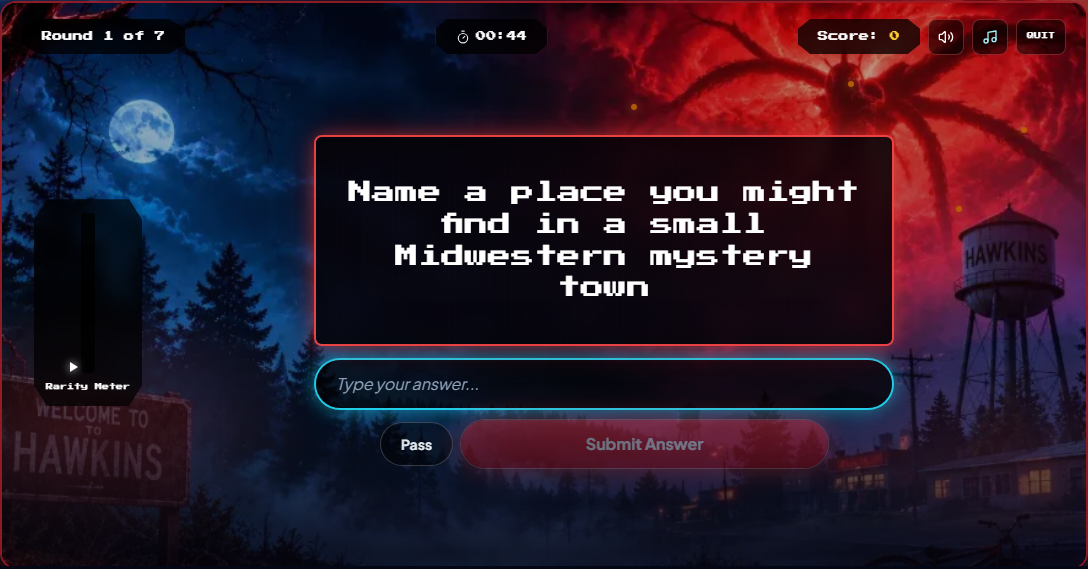 Round 1 of 7
00:44
Score: 0
QUIT
Name a place you might
find in a small
Midwestern mystery
town
HAWKINS
Rarity Meter
Type your answer...
WELCOME TO
TO
HAWKINS
Pass
Submit Answer